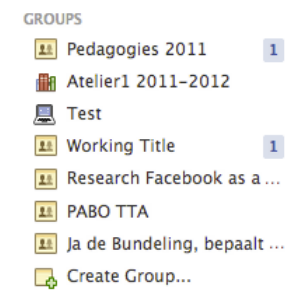 GROUPS
Pedagogies 2011 1
Atelier1 2011-2012
Test
Working Title 1
Research Facebook as a ...
PABO TTA
Ja de Bundeling, bepaalt ...
Create Group...